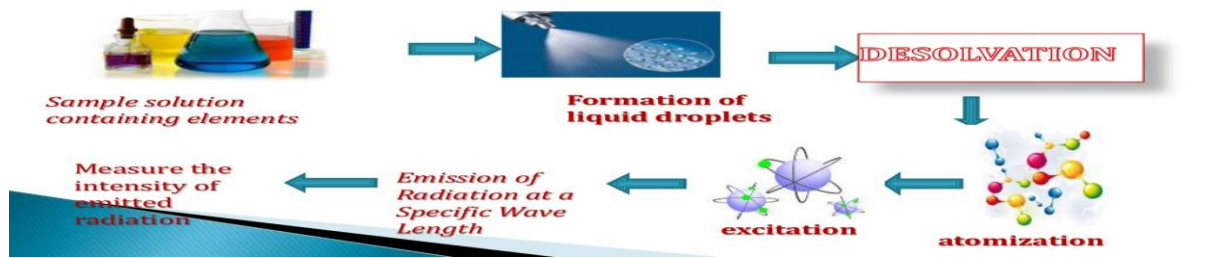 Sample solution
containing elements
Formation of
liquid droplets
DESOLVATION
atomization
excitation
Emission of
Radiation at a
Specific Wave
Length
Measure the
intensity of
emitted
radiation